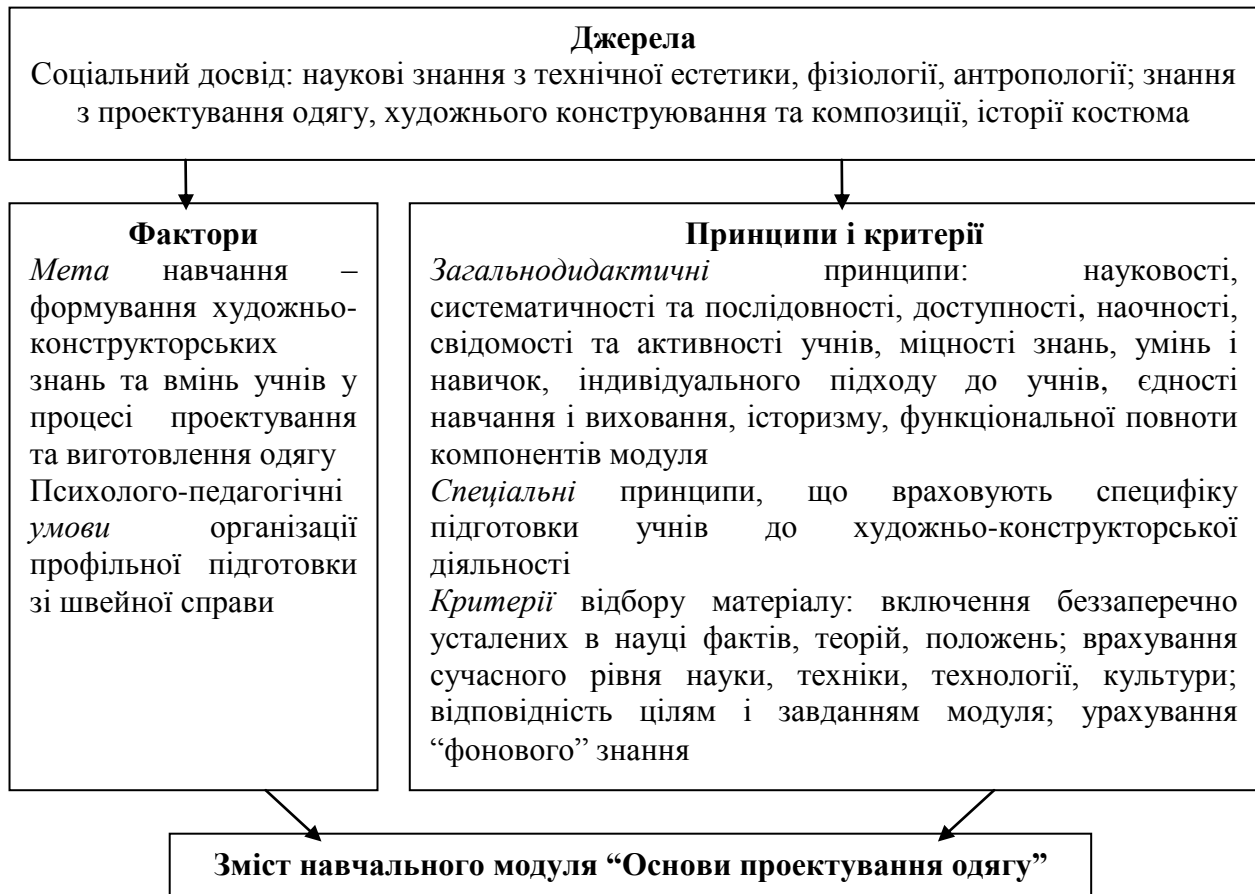 Джерела
Соціальний досвід: наукові знання з технічної естетики, фізіології, антропології; знання
з проектування одягу, художнього конструювання та композиції, історії костюма
Фактори
Мета навчання –
формування художньо-
конструкторських
знань та вмінь учнів у
процесі проектування
та виготовлення одягу
Психолого-педагогічні
умови організації
профільної підготовки
зі швейної справи
Принципи і критерії
Загальнодидактичні принципи: науковості,
систематичності та послідовності, доступності, наочності,
свідомості та активності учнів, міцності знань, умінь і
навичок, індивідуального підходу до учнів, єдності
навчання і виховання, історизму, функціональної повноти
компонентів модуля
Спеціальні принципи, що враховують специфіку
підготовки учнів до художньо-конструкторської
діяльності
Критерії відбору матеріалу: включення беззаперечно
усталених в науці фактів, теорій, положень; врахування
сучасного рівня науки, техніки, технології, культури;
відповідність цілям і завданням модуля; урахування
“фонового” знання
Зміст навчального модуля “Основи проектування одягу”